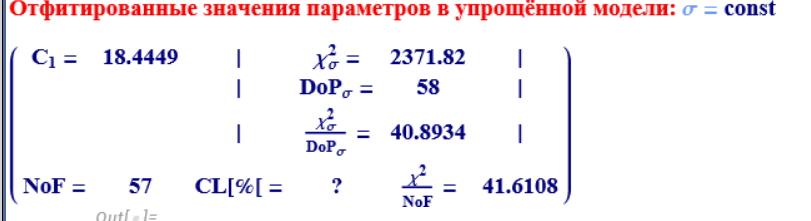 Отфитированные значения параметров в упрощённой модели: σ = const
C₁ = 18.4449 | χ²σ = 2371.82 |
| DoPσ = 58 |
| χ²σ / DoPσ = 40.8934 |
NoF = 57 CL[%[ = ? χ² / NoF = 41.6108
Out[ ]=